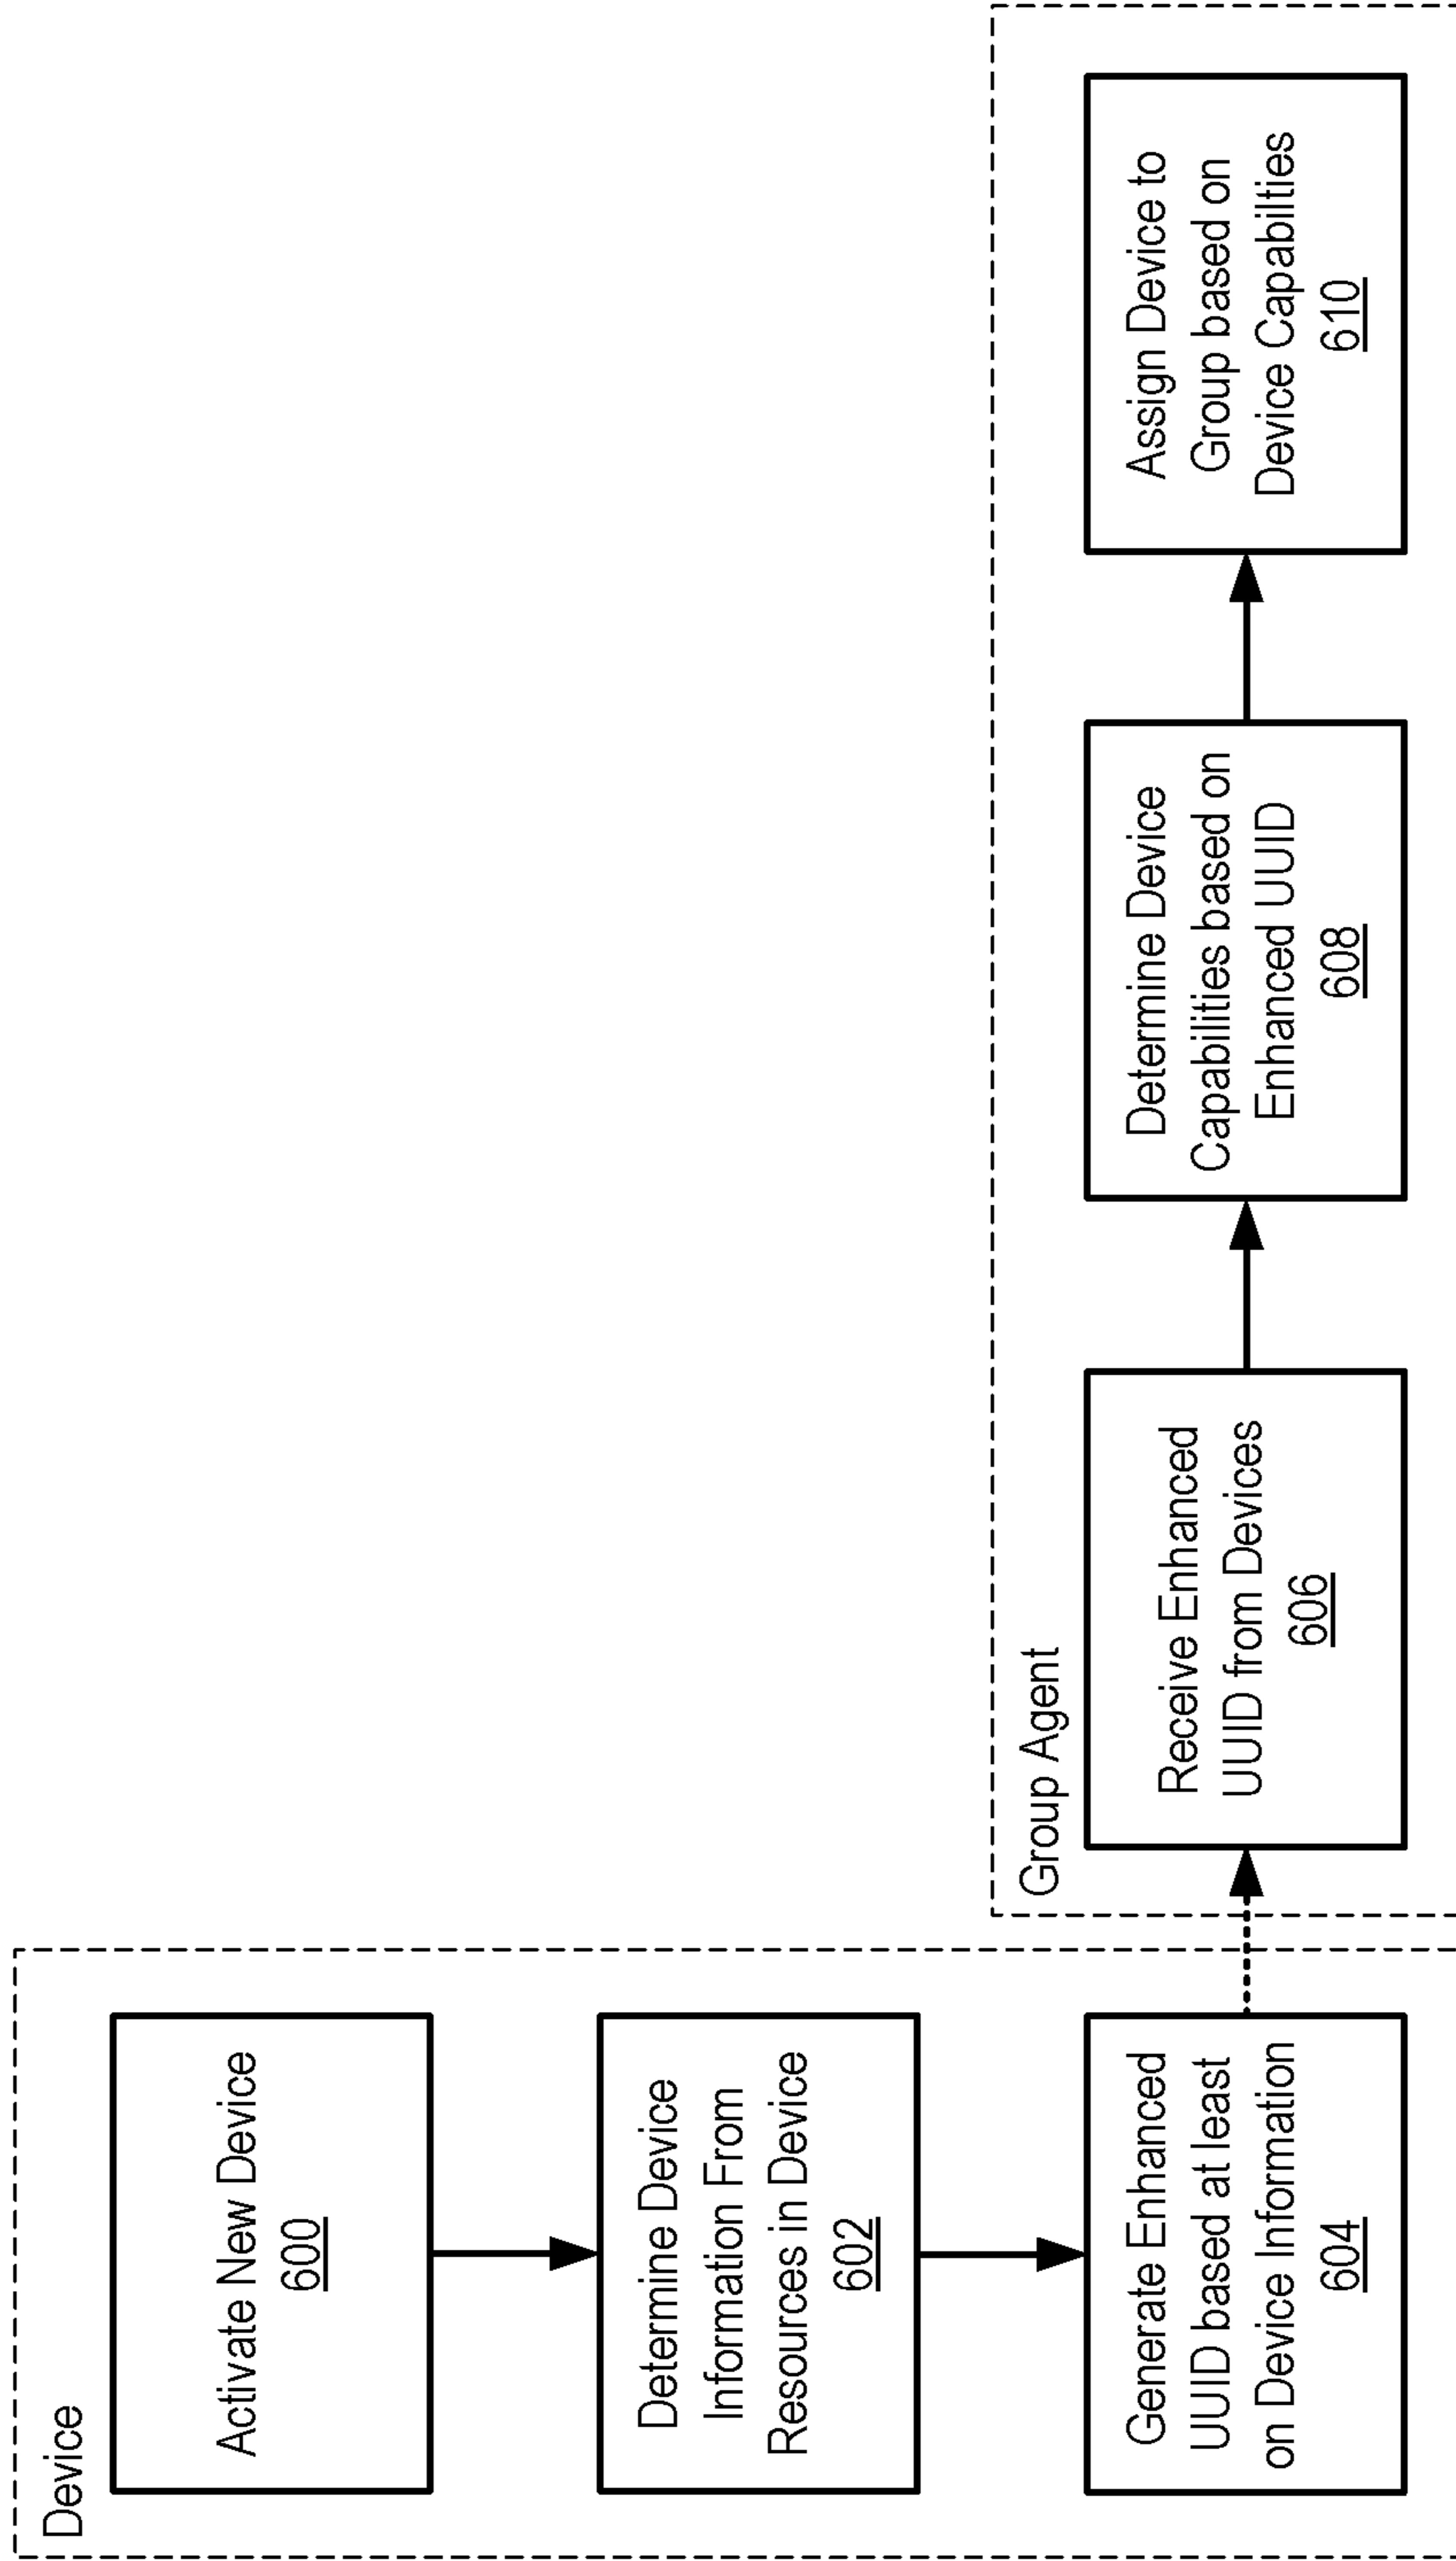 Device
Activate New Device
600
Determine Device
Information From
Resources in Device
602
Generate Enhanced
UUID based at least
on Device Information
604
Group Agent
Receive Enhanced
UUID from Devices
606
Determine Device
Capabilities based on
Enhanced UUID
608
Assign Device to
Group based on
Device Capabilities
610